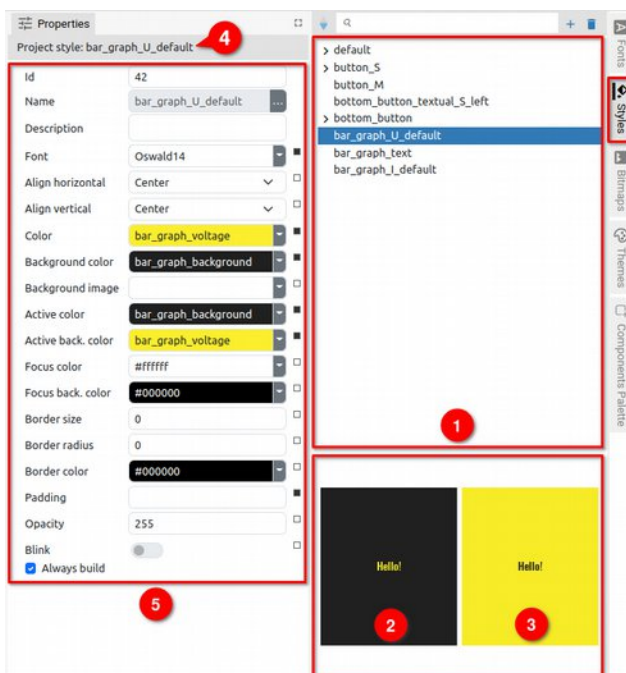 Properties
Project style: bar_graph_U_default
4
Id 42
Name bar_graph_U_default ...
Description
Font Oswald14
Align horizontal Center
Align vertical Center
Color bar_graph_voltage
Background color bar_graph_background
Background image
Active color bar_graph_background
Active back. color bar_graph_voltage
Focus color #ffffff
Focus back. color #000000
Border size 0
Border radius 0
Border color #000000
Padding
Opacity 255
Blink
Always build
5
default
button_S
button_M
bottom_button_textual_S_left
bottom_button
bar_graph_U_default
bar_graph_text
bar_graph_I_default
1
Hello!
2
Hello!
3
A Fonts
Styles
Bitmaps
Themes
Components Palette